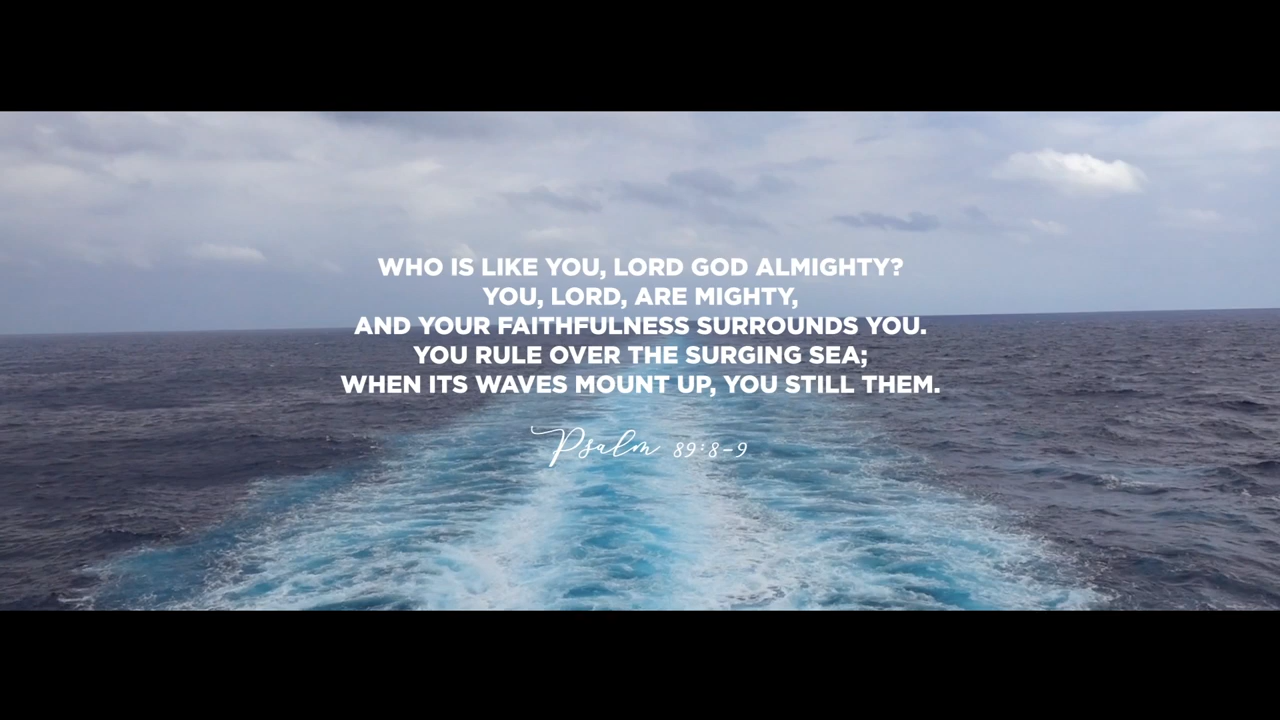 WHO IS LIKE YOU, LORD GOD ALMIGHTY?
YOU, LORD, ARE MIGHTY,
AND YOUR FAITHFULNESS SURROUNDS YOU.
YOU RULE OVER THE SURGING SEA;
WHEN ITS WAVES MOUNT UP, YOU STILL THEM.
Psalm 89:8-9